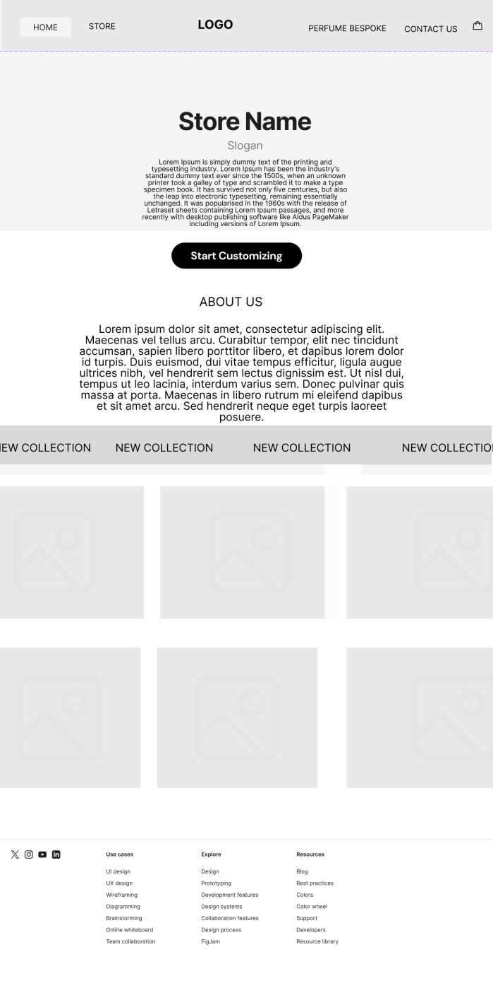 HOME
STORE
LOGO
PERFUME BESPOKE
CONTACT US
Store Name
Slogan
Lorem Ipsum is simply dummy text of the printing and
typesetting industry. Lorem Ipsum has been the industry's
standard dummy text ever since the 1500s, when an unknown
printer took a galley of type and scrambled it to make a type
specimen book. It has survived not only five centuries, but also
the leap into electronic typesetting, remaining essentially
unchanged. It was popularised in the 1960s with the release of
Letraset sheets containing Lorem Ipsum passages, and more
recently with desktop publishing software like Aldus PageMaker
including versions of Lorem Ipsum.
Start Customizing
ABOUT US
Lorem ipsum dolor sit amet, consectetur adipiscing elit.
Maecenas vel tellus arcu. Curabitur tempor, elit nec tincidunt
accumsan, sapien libero porttitor libero, et dapibus lorem dolor
id turpis. Duis euismod, dui vitae tempus efficitur, ligula augue
ultrices nibh, vel hendrerit sem lectus dignissim est. Ut nisl dui,
tempus ut leo lacinia, interdum varius sem. Donec pulvinar quis
massa at porta. Maecenas in libero rutrum mi eleifend dapibus
et sit amet arcu. Sed hendrerit neque eget turpis laoreet
posuere.
NEW COLLECTION NEW COLLECTION NEW COLLECTION NEW COLLECTION
Use cases
UI design
UX design
Wireframing
Diagramming
Brainstorming
Online whiteboard
Team collaboration
Explore
Design
Prototyping
Development features
Design systems
Collaboration features
Design process
FigJam
Resources
Blog
Best practices
Colors
Color wheel
Support
Developers
Resource library